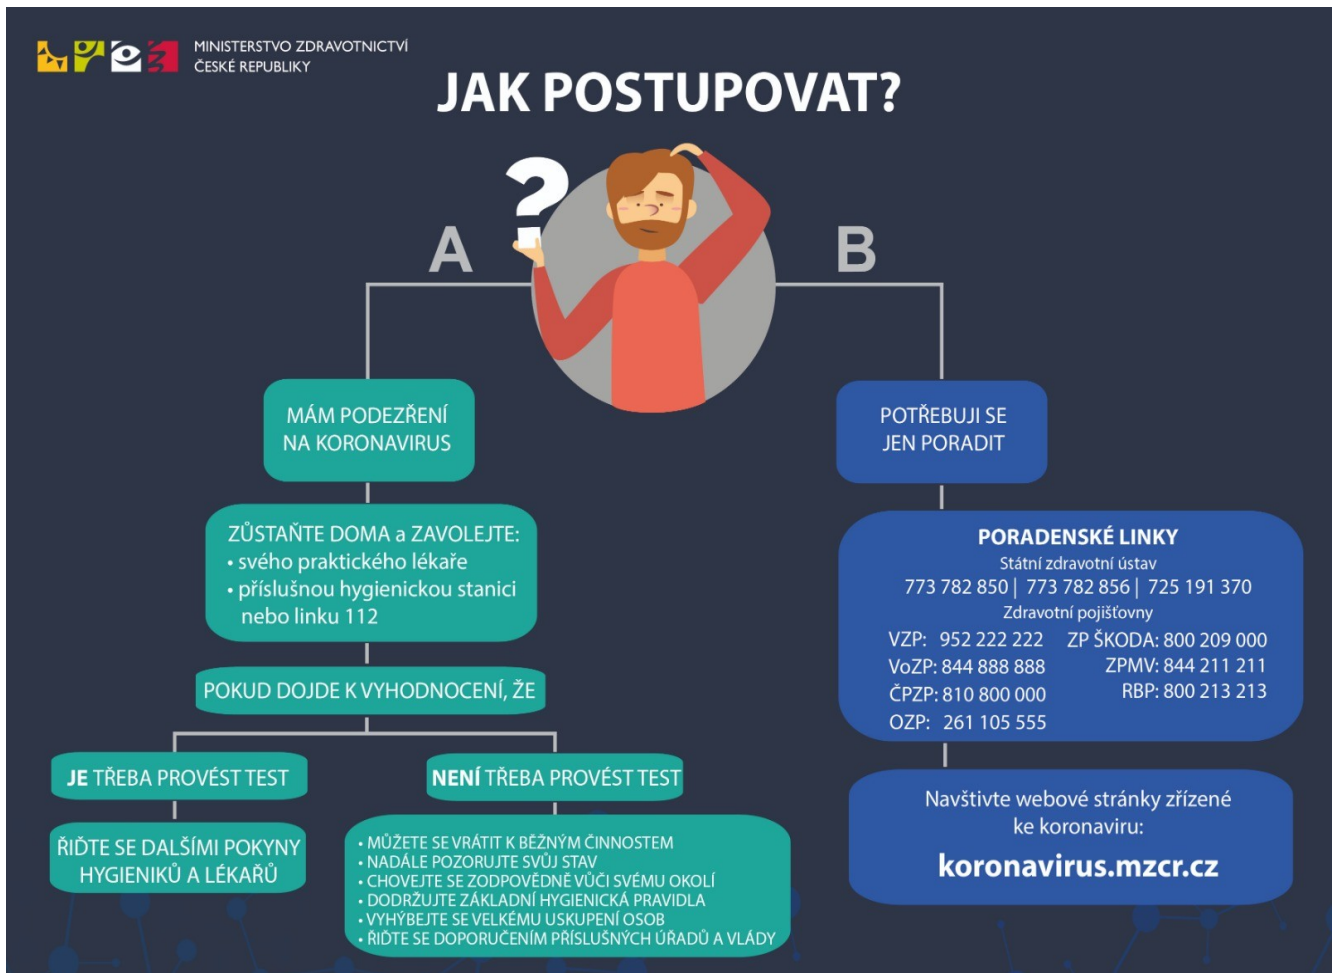 MINISTERSTVO ZDRAVOTNICTVÍ
ČESKÉ REPUBLIKY
JAK POSTUPOVAT?
?
A
B
MÁM PODEZŘENÍ
NA KORONAVIRUS
ZŮSTAŇTE DOMA a ZAVOLEJTE:
• svého praktického lékaře
• příslušnou hygienickou stanici
nebo linku 112
POKUD DOJDE K VYHODNOCENÍ, ŽE
JE TŘEBA PROVÉST TEST
ŘIĎTE SE DALŠÍMI POKYNY
HYGIENIKŮ A LÉKAŘŮ
NENÍ TŘEBA PROVÉST TEST
• MŮŽETE SE VRÁTIT K BĚŽNÝM ČINNOSTEM
• NADÁLE POZORUJTE SVŮJ STAV
• CHOVEJTE SE ZODPOVĚDNĚ VŮČI SVÉMU OKOLÍ
• DODRŽUJTE ZÁKLADNÍ HYGIENICKÁ PRAVIDLA
• VYHÝBEJTE SE VELKÉMU USKUPENÍ OSOB
• ŘIĎTE SE DOPORUČENÍM PŘÍSLUŠNÝCH ÚŘADŮ A VLÁDY
POTŘEBUJI SE
JEN PORADIT
PORADENSKÉ LINKY
Státní zdravotní ústav
773 782 850 | 773 782 856 | 725 191 370
Zdravotní pojišťovny
VZP: 952 222 222 ZP ŠKODA: 800 209 000
VoZP: 844 888 888 ZPMV: 844 211 211
ČPZP: 810 800 000 RBP: 800 213 213
OZP: 261 105 555
Navštivte webové stránky zřízené
ke koronaviru:
koronavirus.mzcr.cz